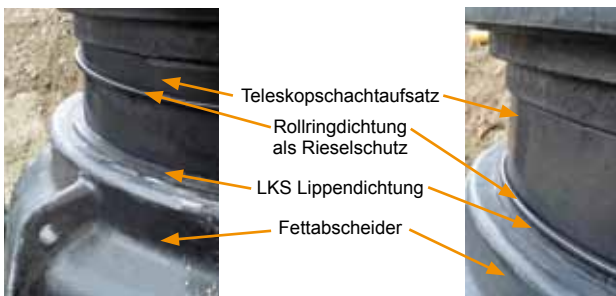 Teleskopschachtaufsatz
Rollringdichtung
als Rieselschutz
LKS Lippendichtung
Fettabscheider